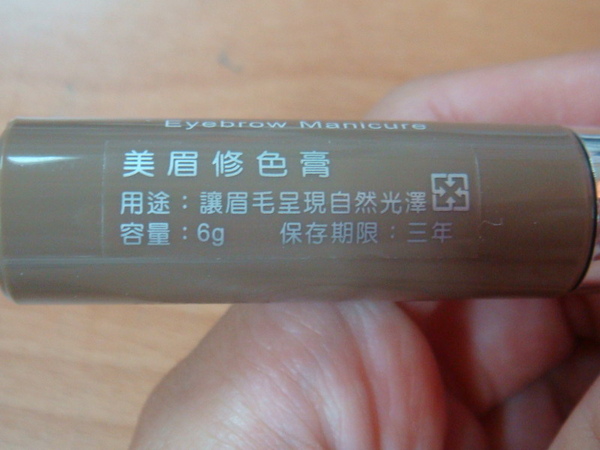 Eyebrow Manicure
美眉修色膏
用途：讓眉毛呈現自然光澤
容量：6g 保存期限：三年